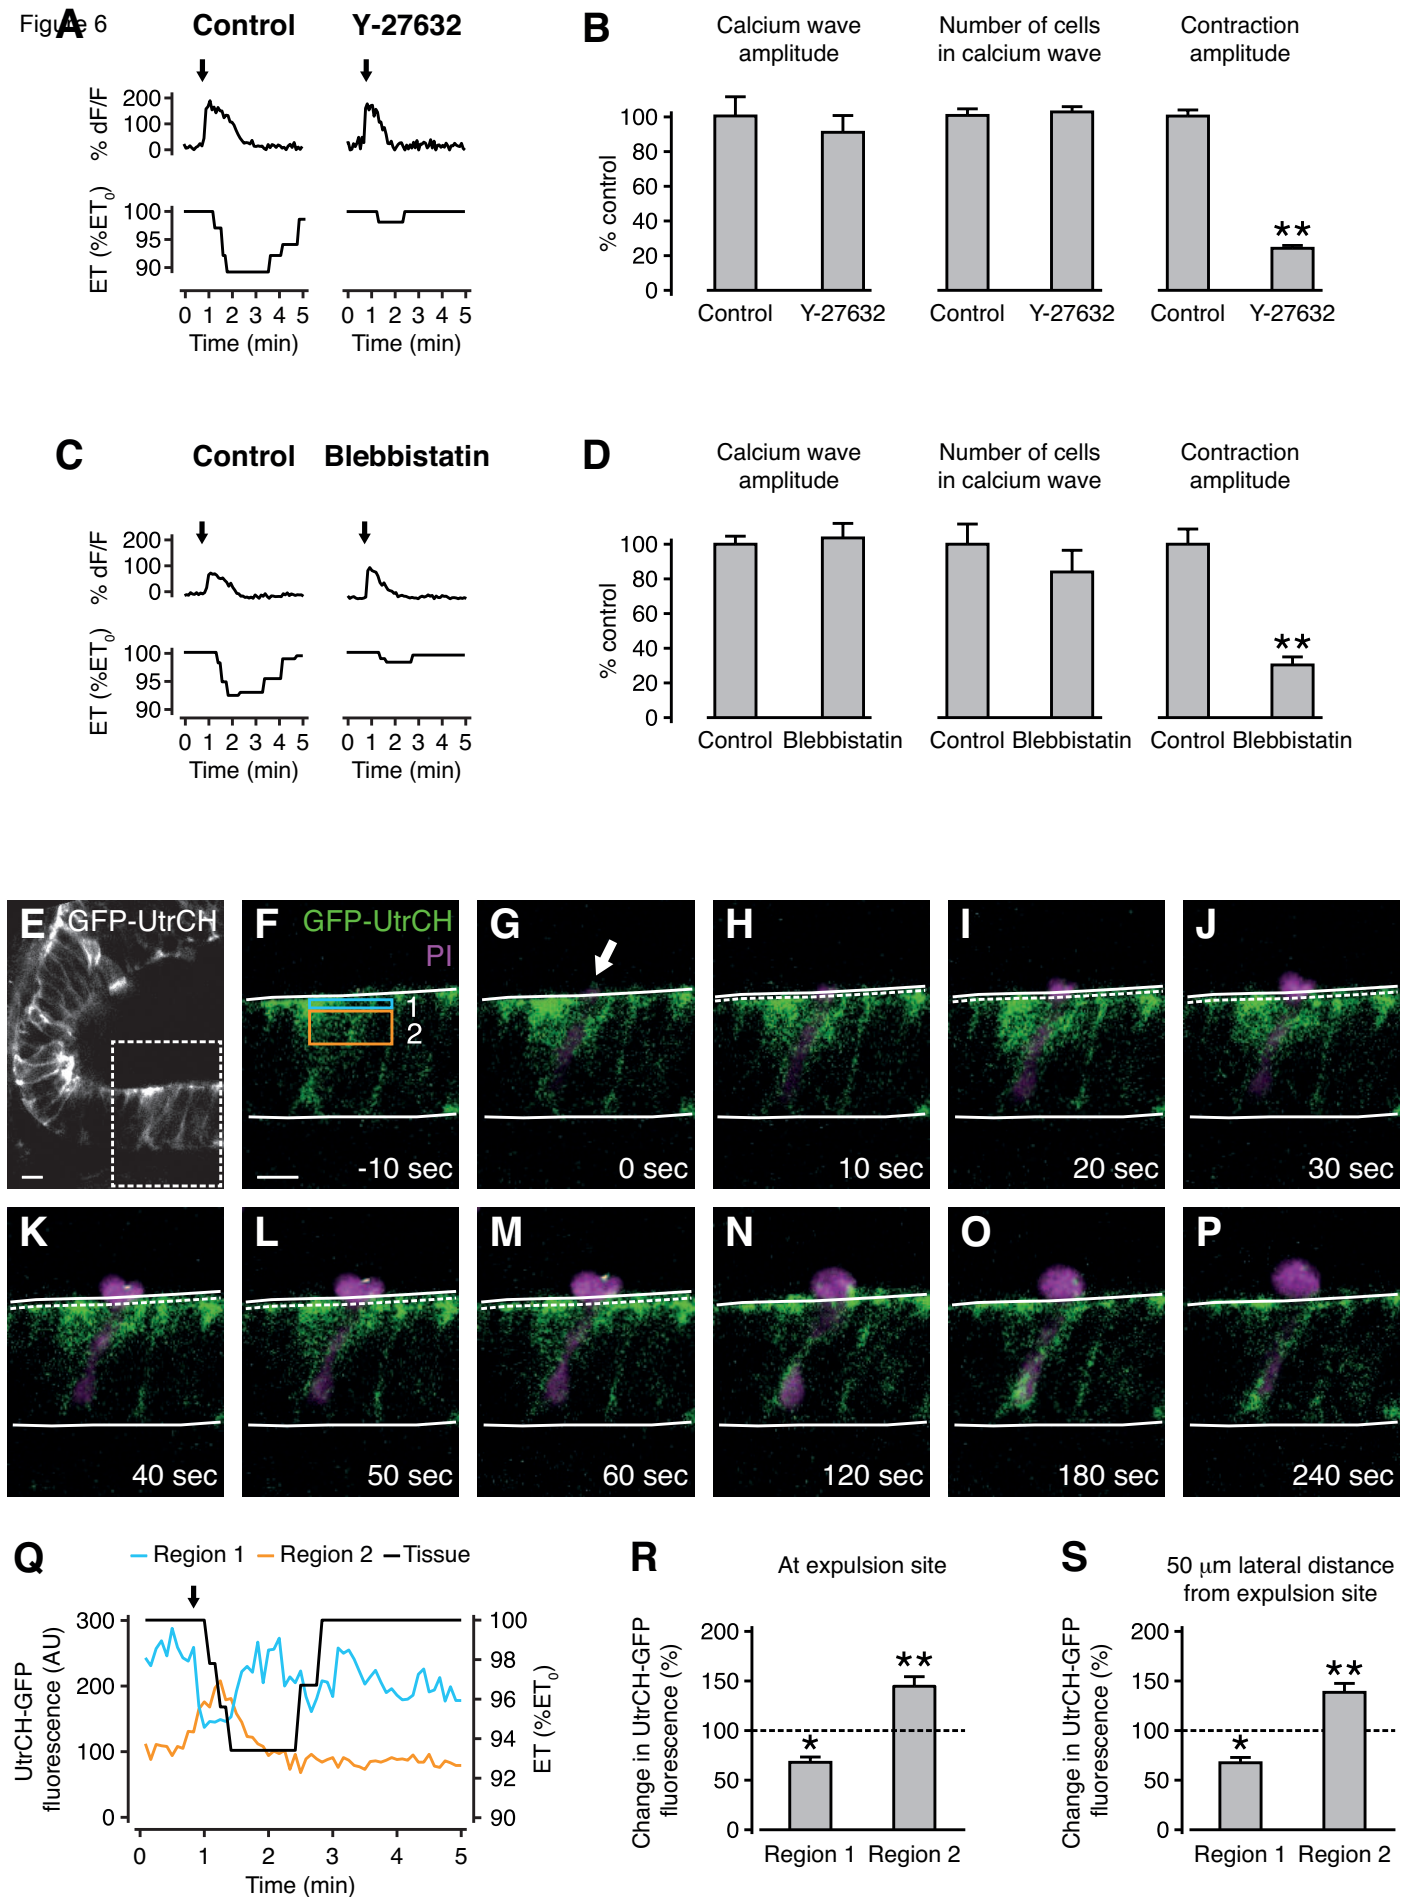 Figure 6
A Control Y-27632
% dF/F
200
100
0
ET (%ET0)
100
95
90
0 1 2 3 4 5 0 1 2 3 4 5
Time (min) Time (min)
B Calcium wave amplitude
Number of cells in calcium wave
Contraction amplitude
% control
100
80
60
40
20
0
**
Control Y-27632 Control Y-27632 Control Y-27632
C Control Blebbistatin
% dF/F
200
100
0
ET (%ET0)
100
95
90
0 1 2 3 4 5 0 1 2 3 4 5
Time (min) Time (min)
D Calcium wave amplitude
Number of cells in calcium wave
Contraction amplitude
% control
100
80
60
40
20
0
**
Control Blebbistatin Control Blebbistatin Control Blebbistatin
E GFP-UtrCH
F GFP-UtrCH
PI
1
2
-10 sec
G
0 sec
H
10 sec
I
20 sec
J
30 sec
K
40 sec
L
50 sec
M
60 sec
N
120 sec
O
180 sec
P
240 sec
Q Region 1 Region 2 Tissue
UtrCH-GFP
fluorescence (AU)
300
200
100
0
100
98
96
94
92
90
ET (%ET0)
0 1 2 3 4 5
Time (min)
R At expulsion site
Change in UtrCH-GFP
fluorescence (%)
200
150
100
50
0
*
**
Region 1 Region 2
S 50 μm lateral distance
from expulsion site
Change in UtrCH-GFP
fluorescence (%)
200
150
100
50
0
*
**
Region 1 Region 2